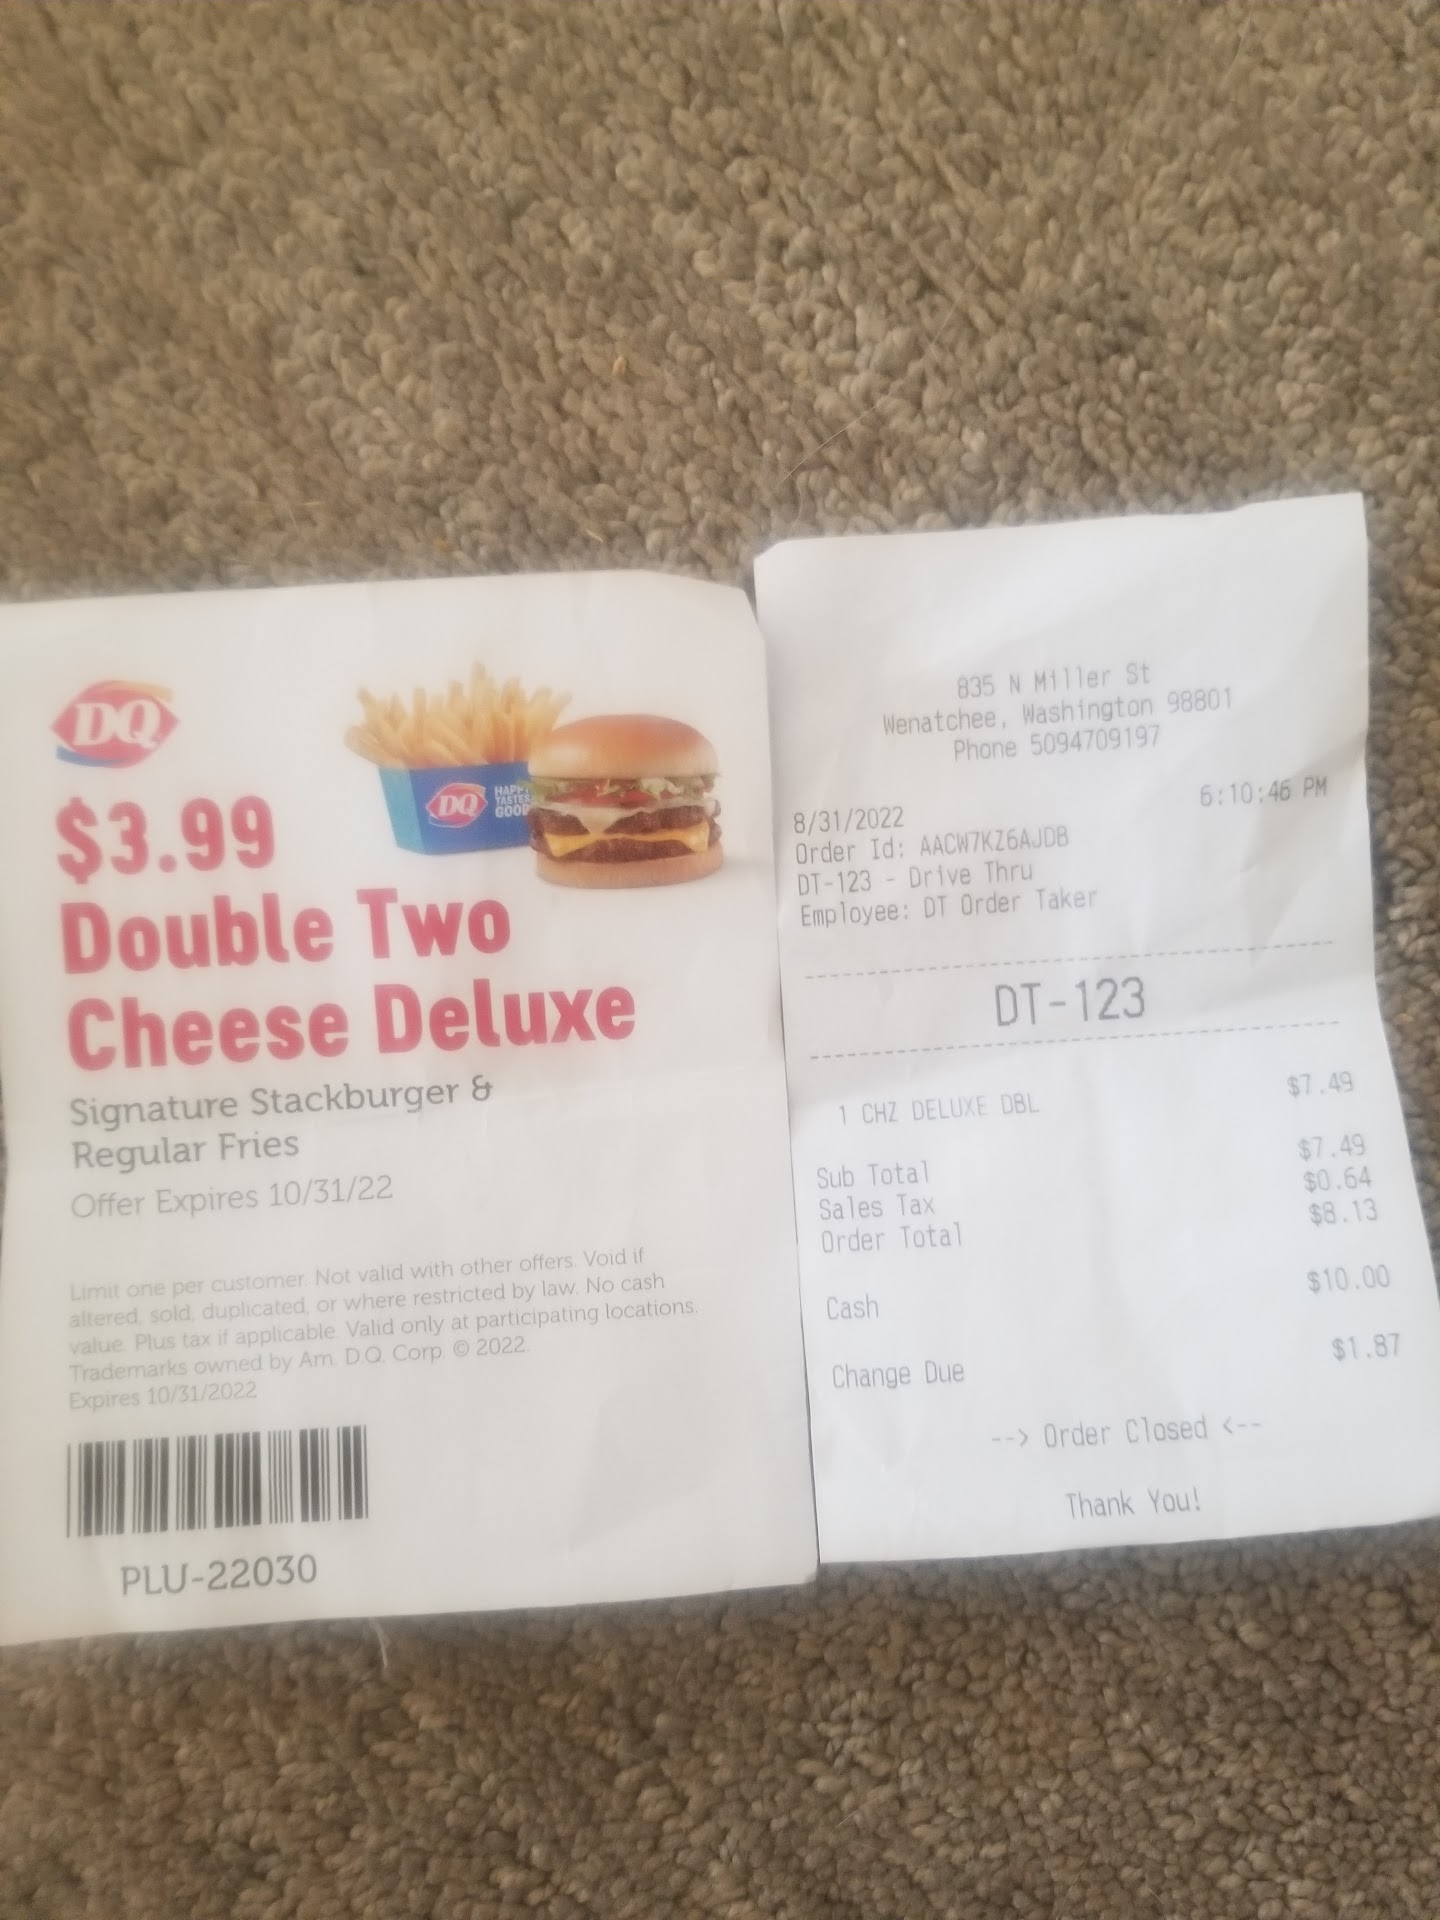 DQ
$3.99
Double Two
Cheese Deluxe
Signature Stackburger &
Regular Fries
Offer Expires 10/31/22
Limit one per customer. Not valid with other offers. Void if
altered, sold, duplicated, or where restricted by law. No cash
value. Plus tax if applicable. Valid only at participating locations.
Trademarks owned by Am. D.Q. Corp. © 2022.
Expires 10/31/2022
PLU-22030
DQ
HAPPY
TASTES
GOOD
835 N Miller St
Wenatchee, Washington 98801
Phone 5094709197
8/31/2022 6:10:46 PM
Order Id: AACW7KZ6AJDB
DT-123 - Drive Thru
Employee: DT Order Taker
DT-123
1 CHZ DELUXE DBL $7.49
Sub Total $7.49
Sales Tax $0.64
Order Total $8.13
Cash $10.00
Change Due $1.87
--> Order Closed <--
Thank You!